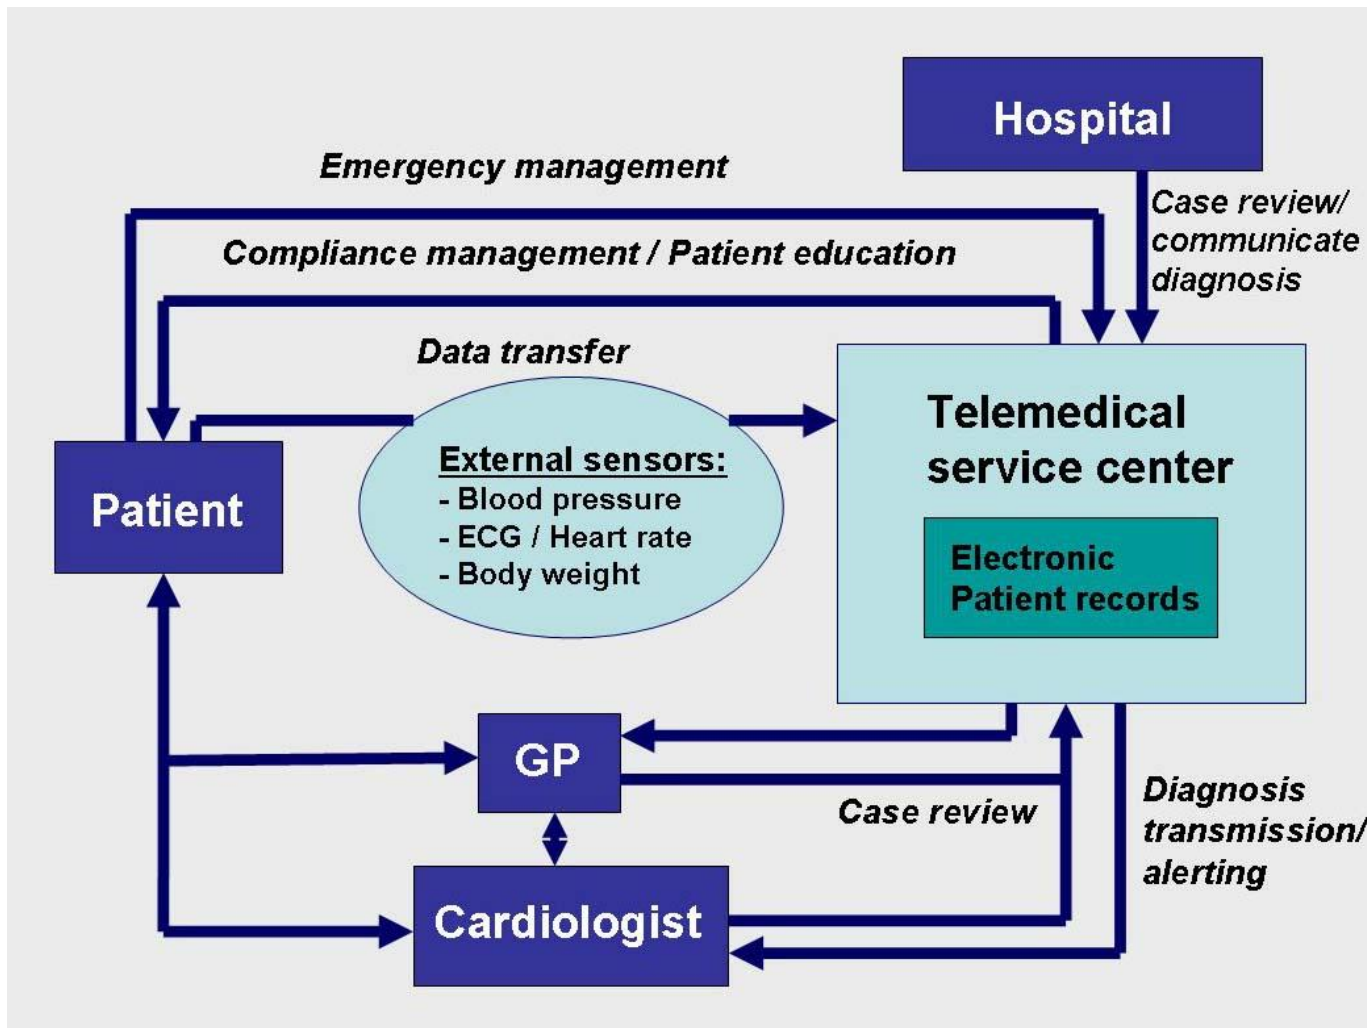 Hospital
Emergency management
Case review/
communicate
diagnosis
Compliance management / Patient education
Data transfer
Telemedical
service center
External sensors:
- Blood pressure
- ECG / Heart rate
- Body weight
Patient
Electronic
Patient records
GP
Case review
Diagnosis
transmission/
alerting
Cardiologist